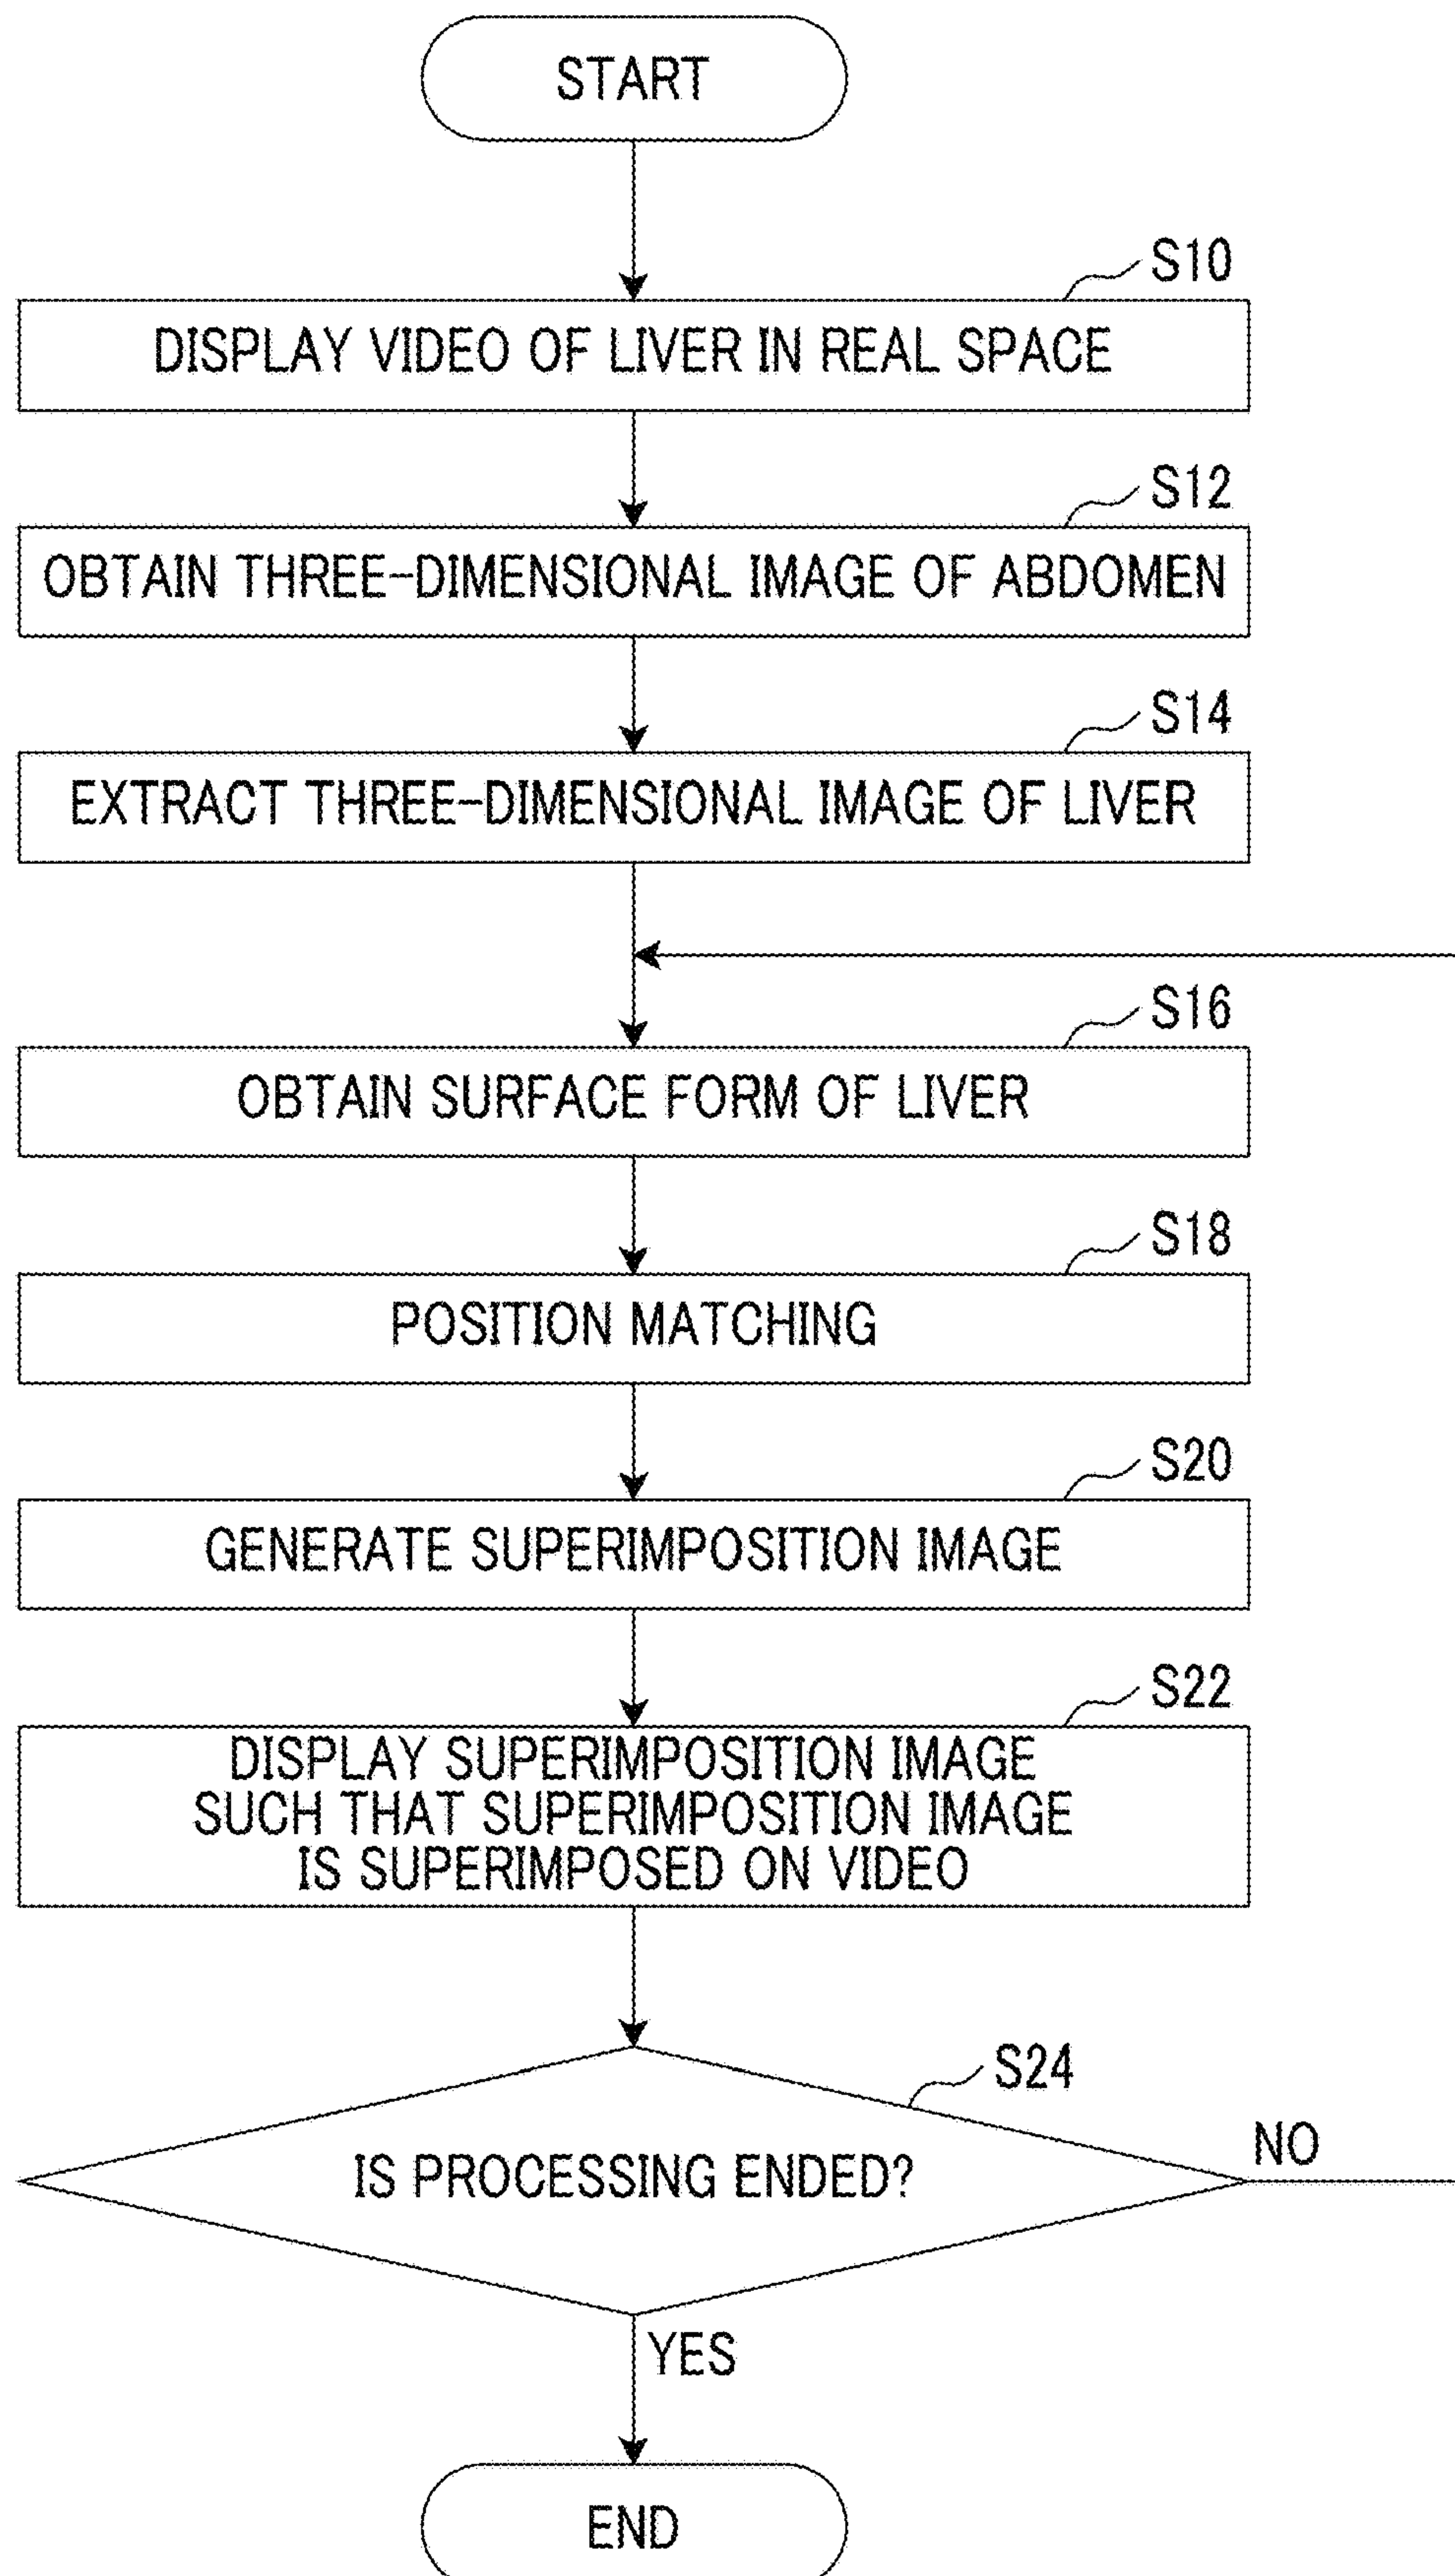 START
S10
DISPLAY VIDEO OF LIVER IN REAL SPACE
S12
OBTAIN THREE-DIMENSIONAL IMAGE OF ABDOMEN
S14
EXTRACT THREE-DIMENSIONAL IMAGE OF LIVER
S16
OBTAIN SURFACE FORM OF LIVER
S18
POSITION MATCHING
S20
GENERATE SUPERIMPOSITION IMAGE
S22
DISPLAY SUPERIMPOSITION IMAGE
SUCH THAT SUPERIMPOSITION IMAGE
IS SUPERIMPOSED ON VIDEO
S24
IS PROCESSING ENDED?
NO
YES
END